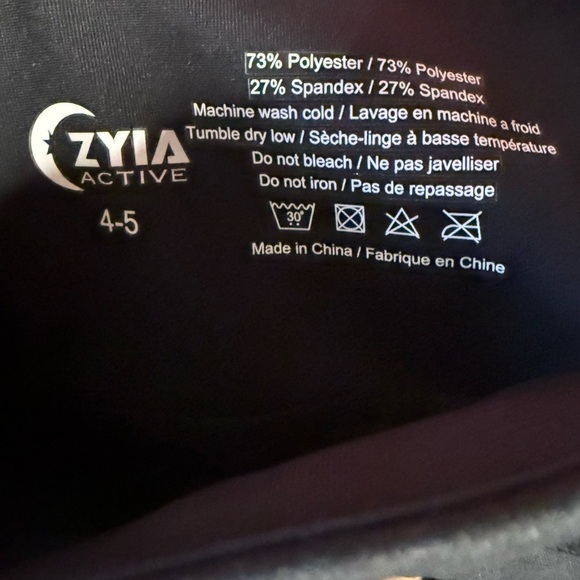 73% Polyester / 73% Polyester
27% Spandex / 27% Spandex
Machine wash cold / Lavage en machine a froid
Tumble dry low / Sèche-linge à basse température
Do not bleach / Ne pas javelliser
Do not iron / Pas de repassage
30°
Made in China / Fabrique en Chine
ZYIA
ACTIVE
4-5